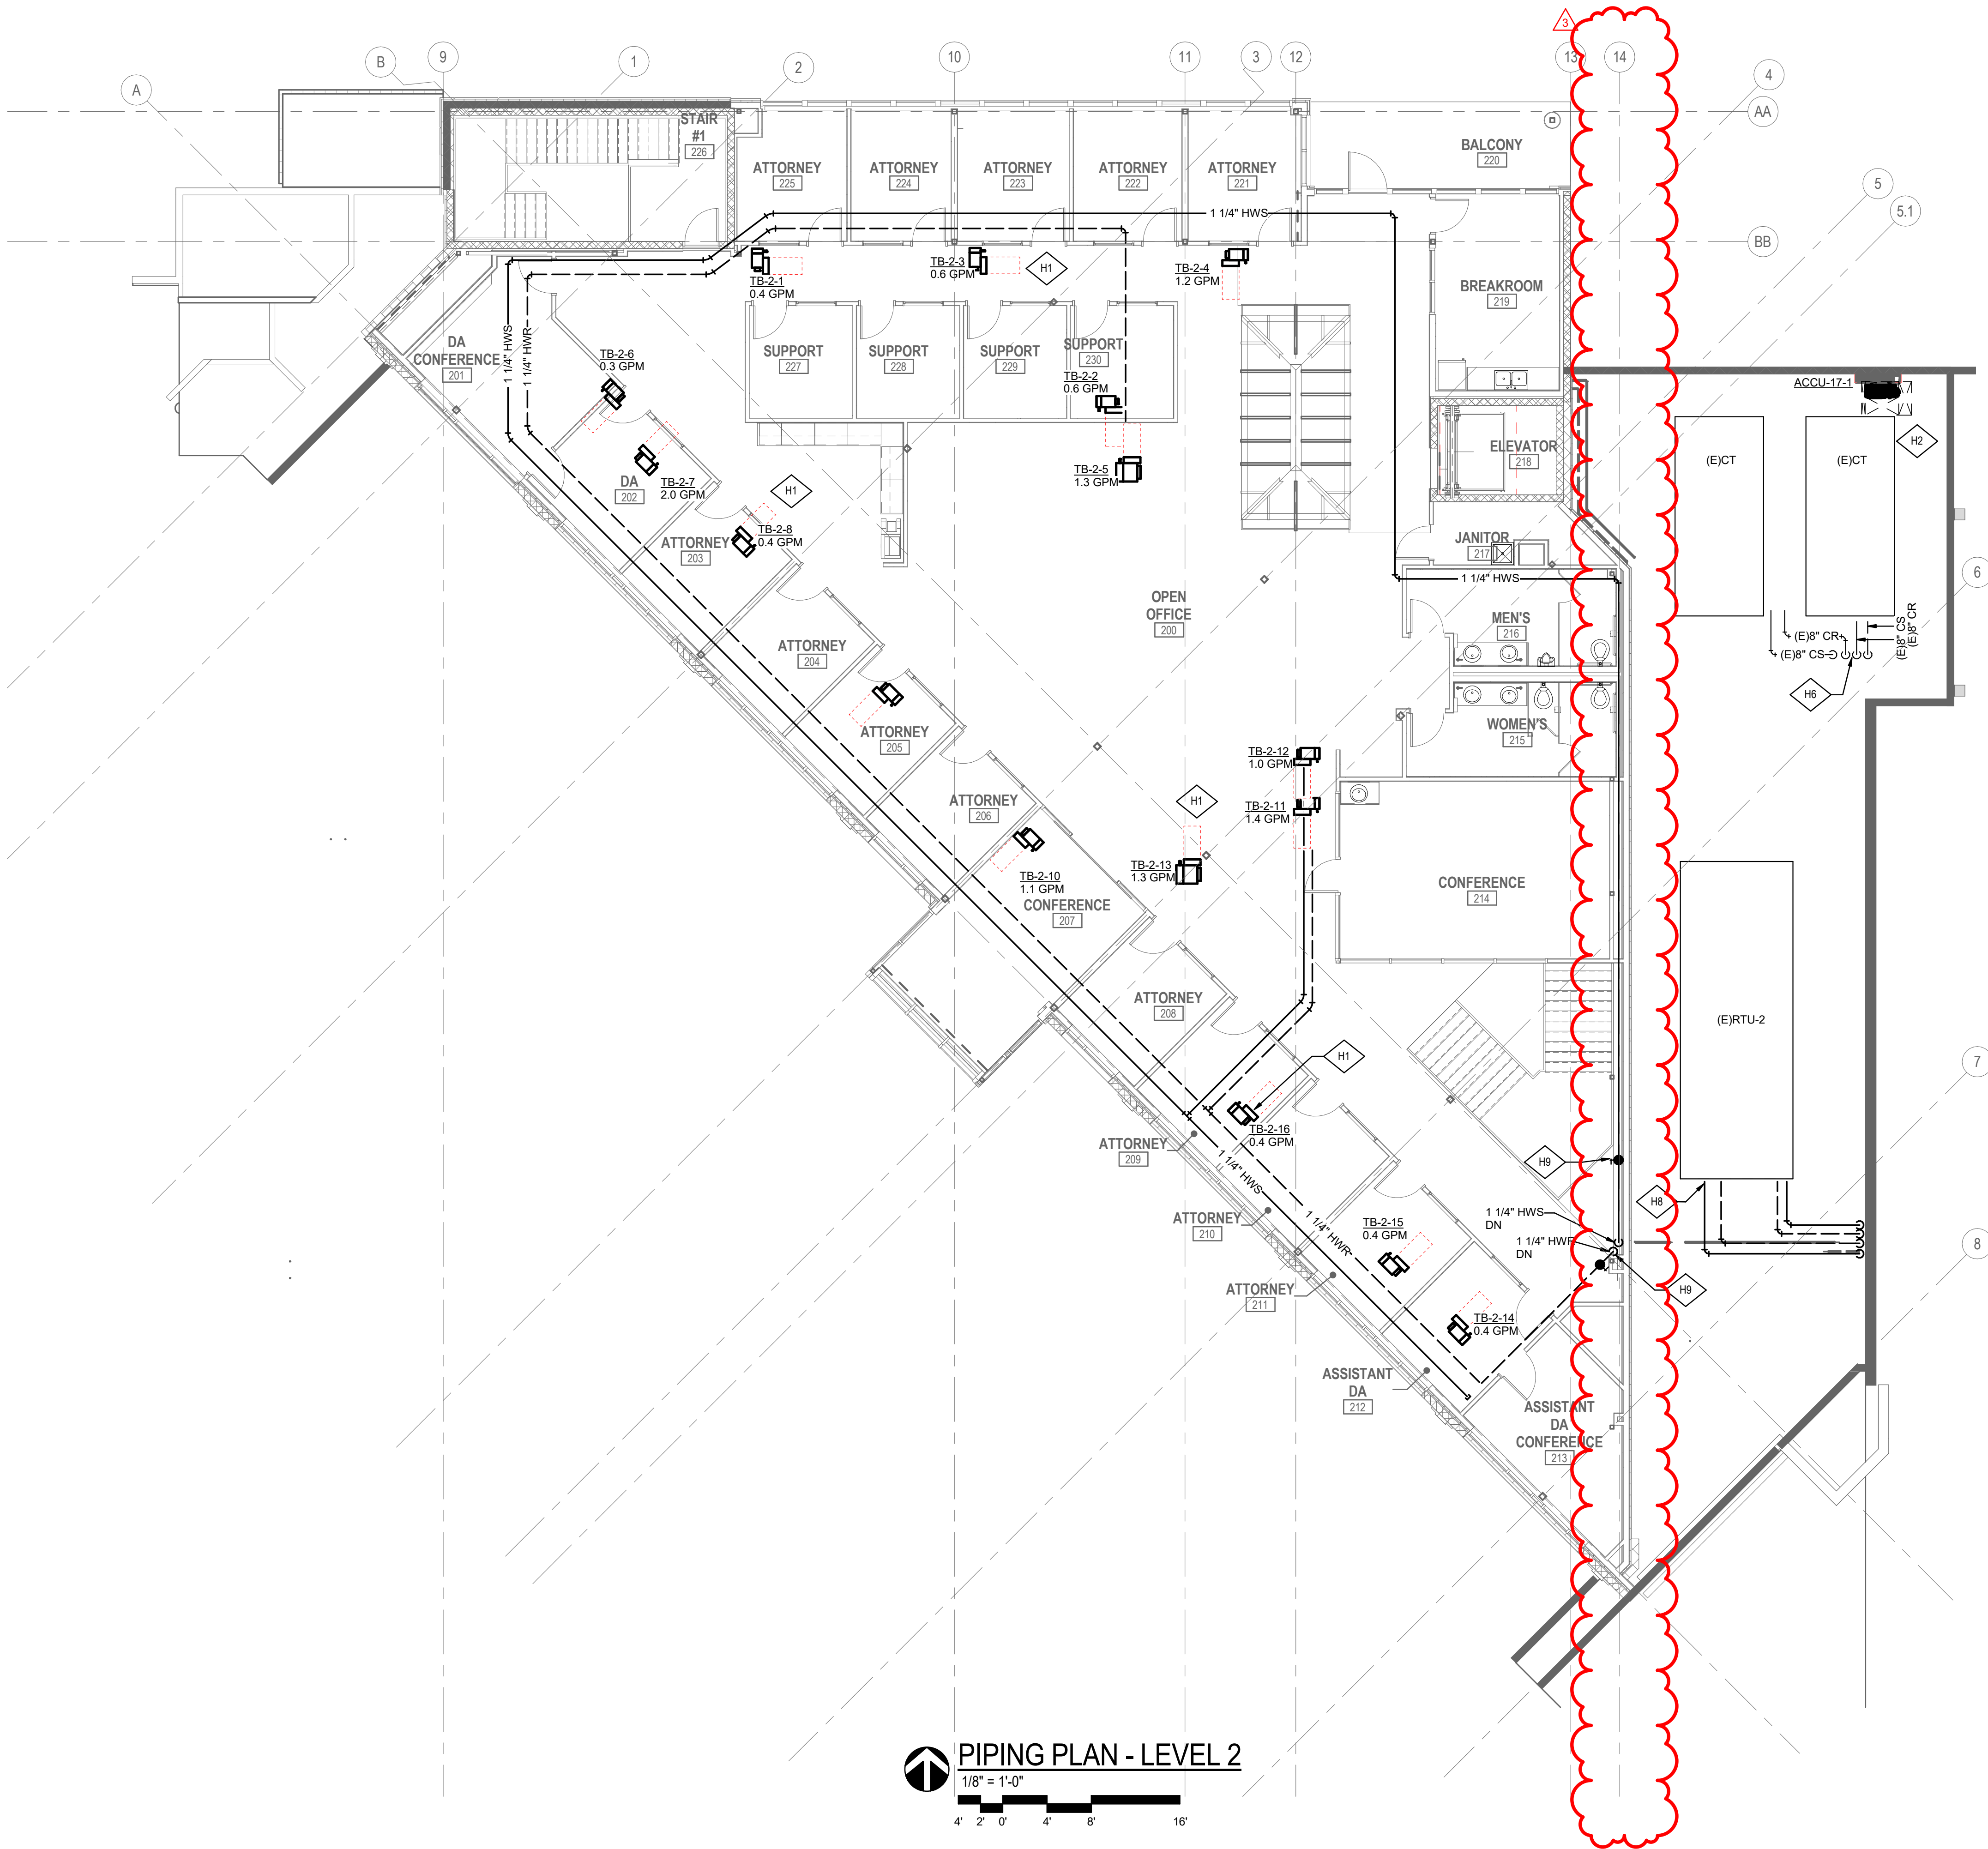 3
A
B
9
1
2
10
11
3
12
13
14
4
AA
5
5.1
BB
6
7
8
STAIR
#1
226
ATTORNEY
225
ATTORNEY
224
ATTORNEY
223
ATTORNEY
222
ATTORNEY
221
BALCONY
220
1 1/4" HWS
TB-2-1
0.4 GPM
TB-2-3
0.6 GPM
H1
TB-2-4
1.2 GPM
BREAKROOM
219
DA
CONFERENCE
201
1 1/4" HWS
1 1/4" HWR
TB-2-6
0.3 GPM
SUPPORT
227
SUPPORT
228
SUPPORT
229
SUPPORT
230
TB-2-2
0.6 GPM
ACCU-17-1
ELEVATOR
218
(E)CT
(E)CT
H2
TB-2-5
1.3 GPM
DA
202
TB-2-7
2.0 GPM
H1
TB-2-8
0.4 GPM
ATTORNEY
203
JANITOR
217
1 1/4" HWS
OPEN
OFFICE
200
MEN'S
216
(E)8" CR
(E)8" CS
(E)8" CS
(E)8" CR
H6
ATTORNEY
204
ATTORNEY
205
WOMEN'S
215
TB-2-12
1.0 GPM
TB-2-11
1.4 GPM
H1
ATTORNEY
206
TB-2-13
1.3 GPM
TB-2-10
1.1 GPM
CONFERENCE
207
CONFERENCE
214
ATTORNEY
208
(E)RTU-2
H1
TB-2-16
0.4 GPM
ATTORNEY
209
1 1/4" HWS
H9
H8
ATTORNEY
210
1 1/4" HWR
TB-2-15
0.4 GPM
1 1/4" HWS
DN
1 1/4" HWR
DN
H9
ATTORNEY
211
TB-2-14
0.4 GPM
ASSISTANT
DA
212
ASSISTANT
DA
CONFERENCE
213
PIPING PLAN - LEVEL 2
1/8" = 1'-0"
4' 2' 0' 4' 8' 16'